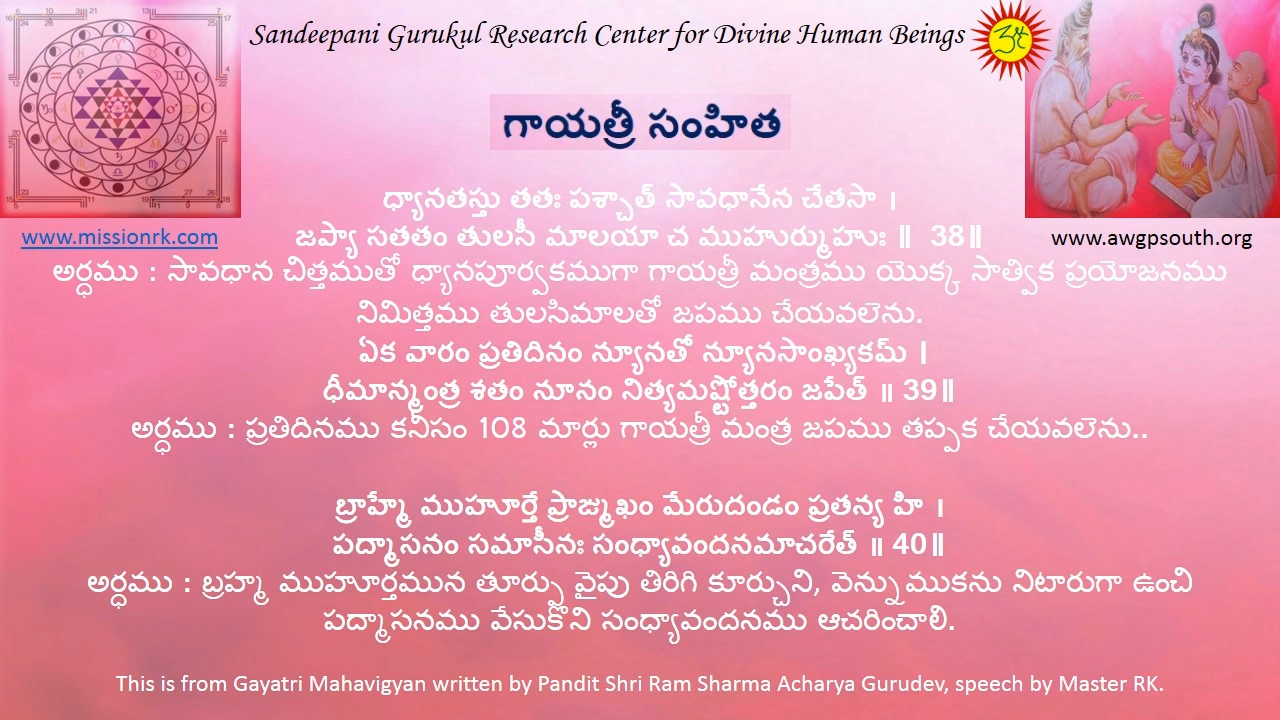 Sandeepani Gurukul Research Center for Divine Human Beings
గాయత్రీ సంహిత
ధ్యానతస్తు తతః పశ్చాత్ సావధానేన చేతసా ।
జప్యా సతతం తులసీ మాలయా చ ముహుర్ముహుః ॥ 38॥
www.missionrk.com
www.awgpsouth.org
అర్ధము : సావధాన చిత్తముతో ధ్యానపూర్వకముగా గాయత్రీ మంత్రము యొక్క సాత్విక ప్రయోజనము
నిమిత్తము తులసిమాలతో జపము చేయవలెను.
ఏక వారం ప్రతిదినం న్యూనతో న్యూనసాంఖ్యకమ్ ।
ధీమాన్మంత్ర శతం నూనం నిత్యమష్టోత్తరం జపేత్ ॥ 39॥
అర్ధము : ప్రతిదినము కనీసం 108 మార్లు గాయత్రీ మంత్ర జపము తప్పక చేయవలెను..
బ్రాహ్మే ముహూర్తే ప్రాఙ్ముఖం మేరుదండం ప్రతన్య హి ।
పద్మాసనం సమాసీనః సంధ్యావందనమాచరేత్ ॥ 40॥
అర్ధము : బ్రహ్మ ముహూర్తమున తూర్పు వైపు తిరిగి కూర్చుని, వెన్నుముకను నిటారుగా ఉంచి
పద్మాసనము వేసుకొని సంధ్యావందనము ఆచరించాలి.
This is from Gayatri Mahavigyan written by Pandit Shri Ram Sharma Acharya Gurudev, speech by Master RK.